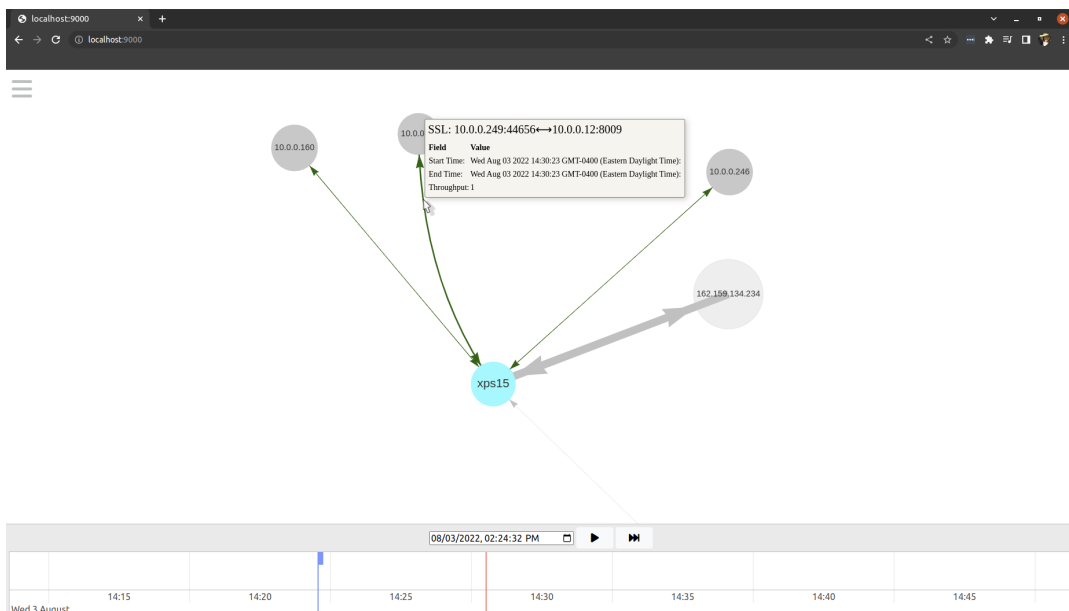 localhost:9000
localhost:9000
10.0.0.160
10.0.0
SSL: 10.0.0.249:44656⟷10.0.0.12:8009
Field Value
Start Time: Wed Aug 03 2022 14:30:23 GMT-0400 (Eastern Daylight Time):
End Time: Wed Aug 03 2022 14:30:23 GMT-0400 (Eastern Daylight Time):
Throughput: 1
10.0.0.246
162.159.134.234
xps15
08/03/2022, 02:24:32 PM
14:15 14:20 14:25 14:30 14:35 14:40 14:45
Wed 3 August